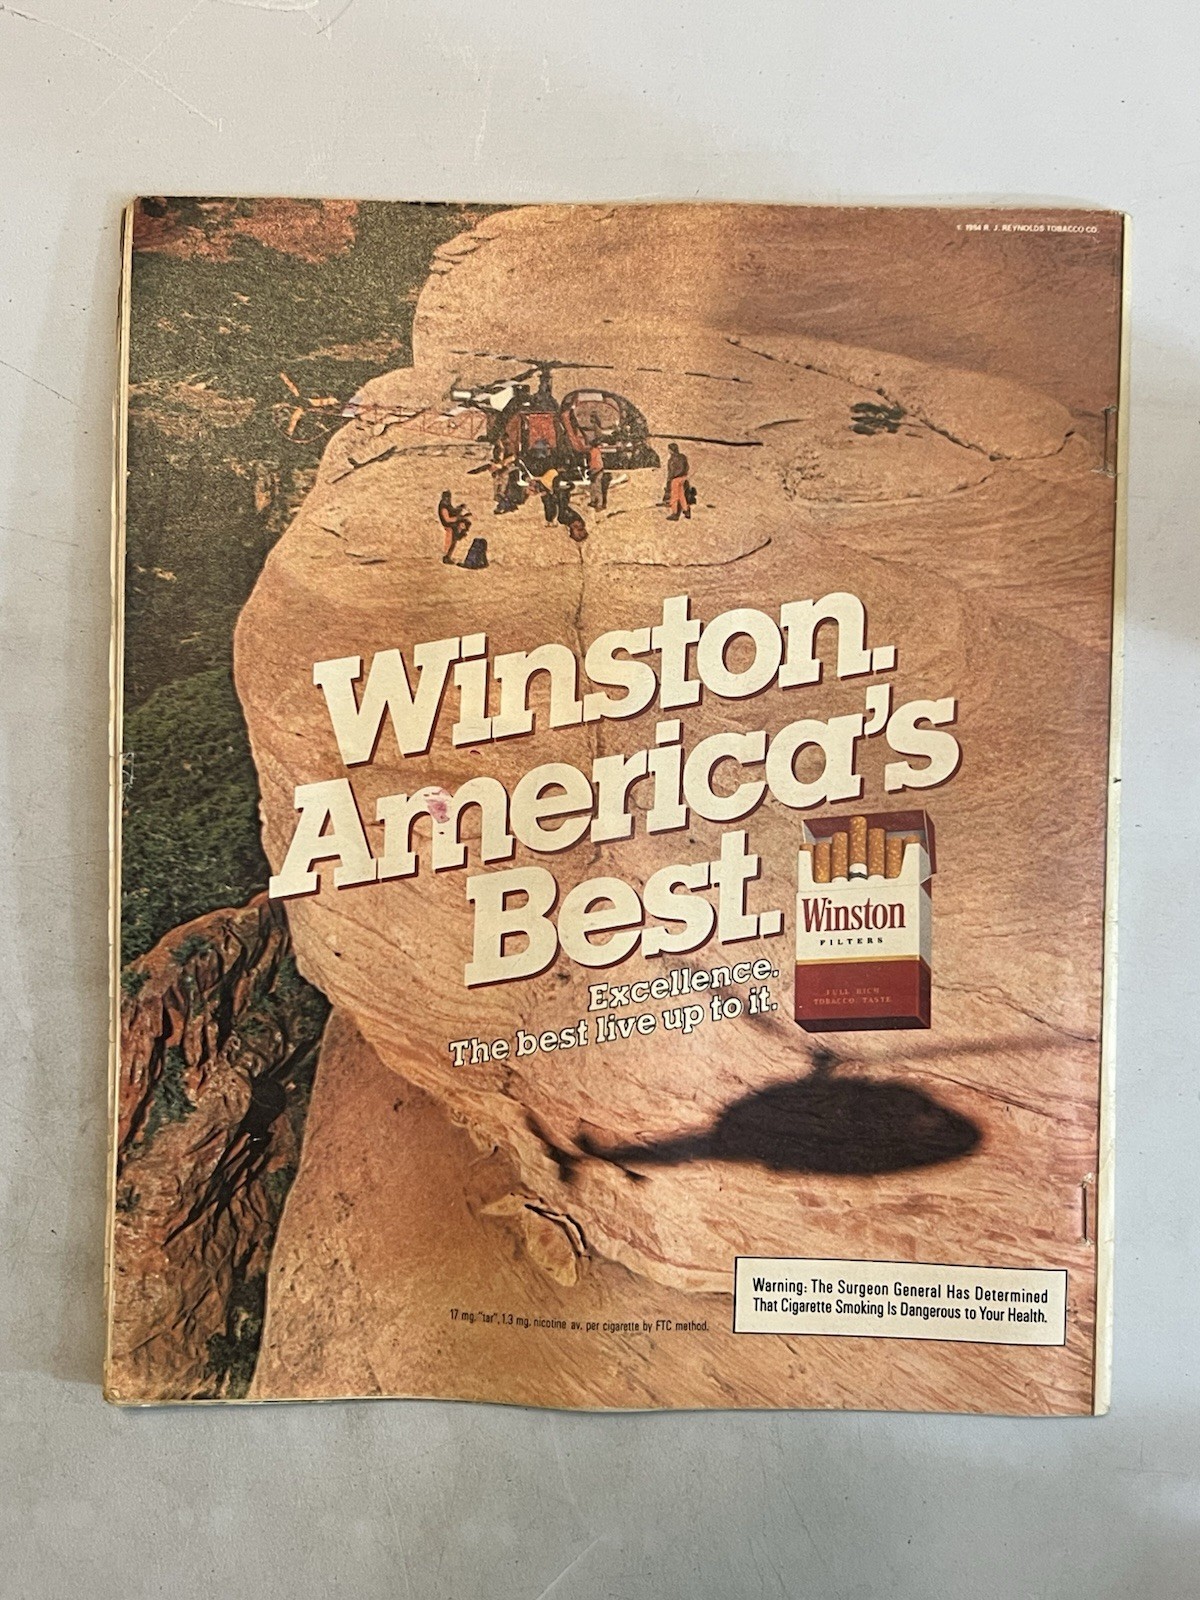 © 1984 R. J. REYNOLDS TOBACCO CO.
Winston.
America's
Best.
Excellence.
The best live up to it.
Winston
FILTERS
FULL RICH
TOBACCO TASTE
17 mg. "tar", 1.3 mg. nicotine av. per cigarette by FTC method.
Warning: The Surgeon General Has Determined
That Cigarette Smoking Is Dangerous to Your Health.